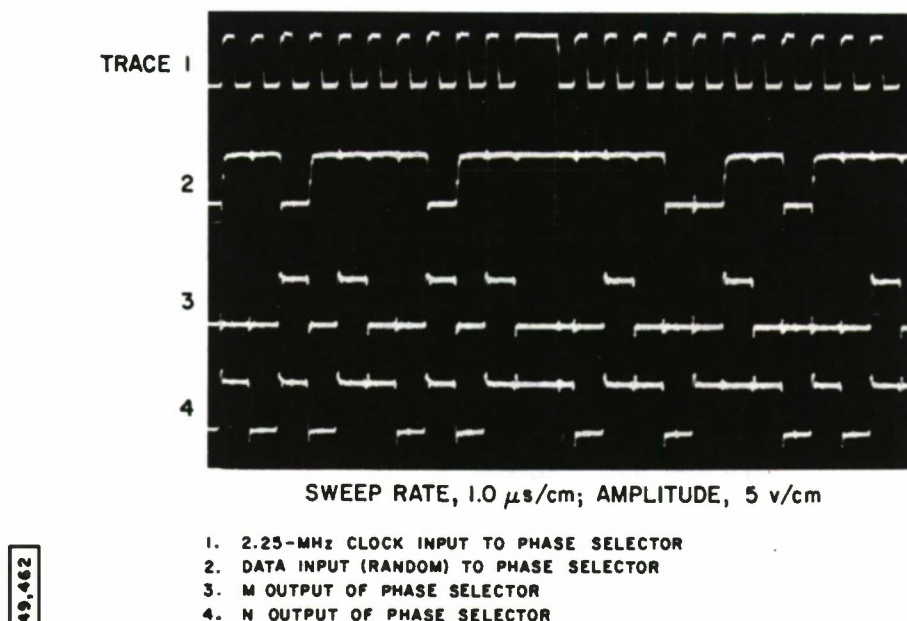 TRACE 1
2
3
4
SWEEP RATE, 1.0 μs/cm; AMPLITUDE, 5 v/cm
1. 2.25-MHz CLOCK INPUT TO PHASE SELECTOR
2. DATA INPUT (RANDOM) TO PHASE SELECTOR
3. M OUTPUT OF PHASE SELECTOR
4. N OUTPUT OF PHASE SELECTOR
49,462